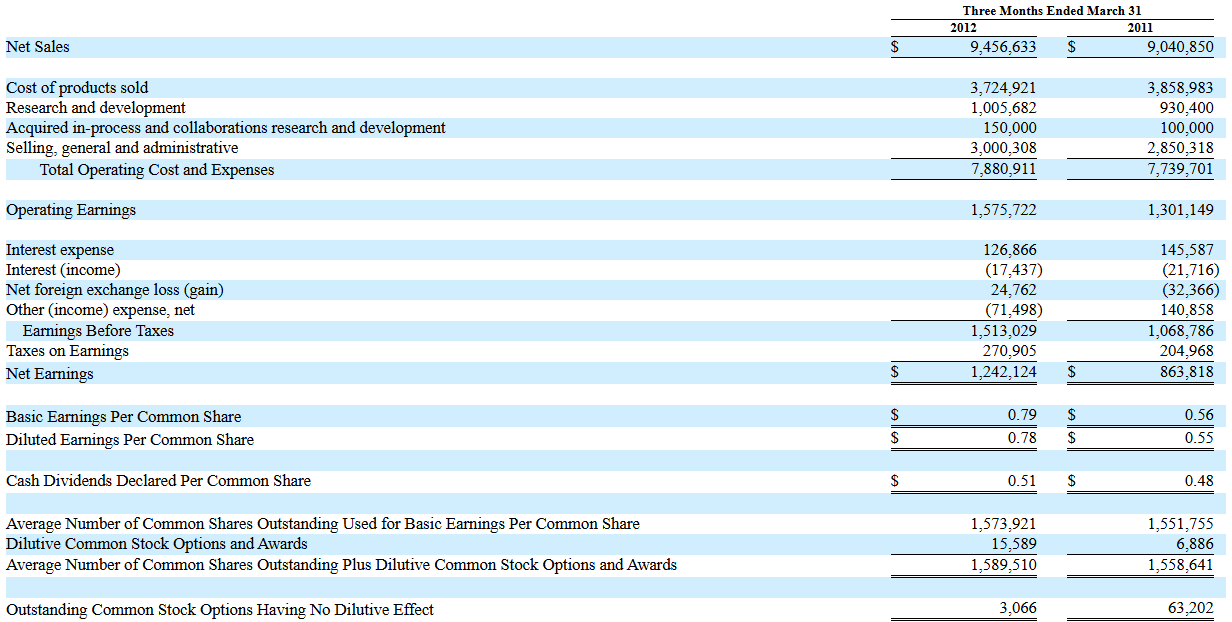 Three Months Ended March 31
2012 2011
Net Sales $ 9,456,633 $ 9,040,850
Cost of products sold 3,724,921 3,858,983
Research and development 1,005,682 930,400
Acquired in-process and collaborations research and development 150,000 100,000
Selling, general and administrative 3,000,308 2,850,318
Total Operating Cost and Expenses 7,880,911 7,739,701
Operating Earnings 1,575,722 1,301,149
Interest expense 126,866 145,587
Interest (income) (17,437) (21,716)
Net foreign exchange loss (gain) 24,762 (32,366)
Other (income) expense, net (71,498) 140,858
Earnings Before Taxes 1,513,029 1,068,786
Taxes on Earnings 270,905 204,968
Net Earnings $ 1,242,124 $ 863,818
Basic Earnings Per Common Share $ 0.79 $ 0.56
Diluted Earnings Per Common Share $ 0.78 $ 0.55
Cash Dividends Declared Per Common Share $ 0.51 $ 0.48
Average Number of Common Shares Outstanding Used for Basic Earnings Per Common Share 1,573,921 1,551,755
Dilutive Common Stock Options and Awards 15,589 6,886
Average Number of Common Shares Outstanding Plus Dilutive Common Stock Options and Awards 1,589,510 1,558,641
Outstanding Common Stock Options Having No Dilutive Effect 3,066 63,202